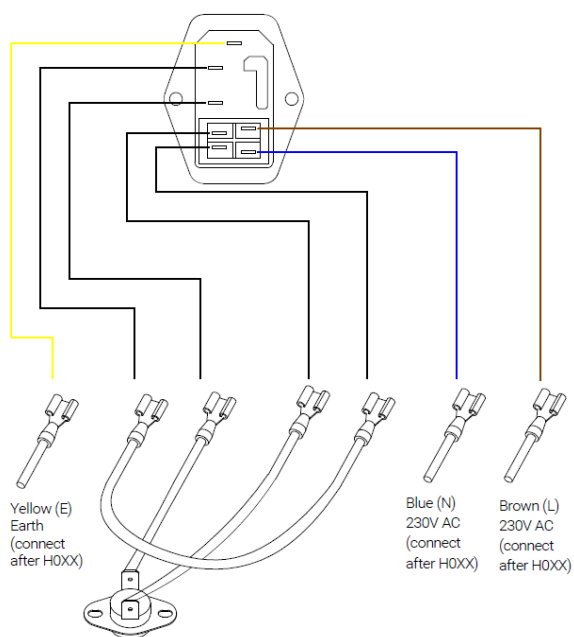 Yellow (E)
Earth
(connect
after H0XX)
Blue (N)
230V AC
(connect
after H0XX)
Brown (L)
230V AC
(connect
after H0XX)